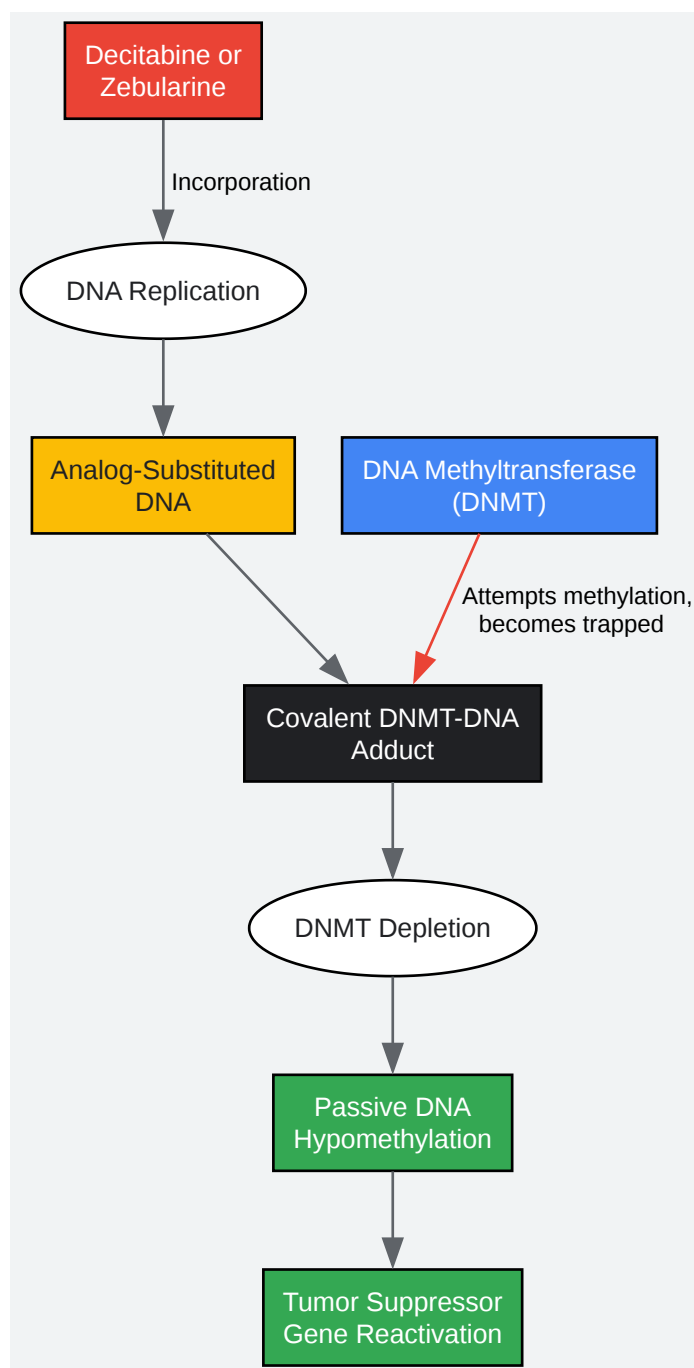 Decitabine or
Zebularine
Incorporation
DNA Replication
Analog-Substituted
DNA
DNA Methyltransferase
(DNMT)
Attempts methylation,
becomes trapped
Covalent DNMT-DNA
Adduct
DNMT Depletion
Passive DNA
Hypomethylation
Tumor Suppressor
Gene Reactivation